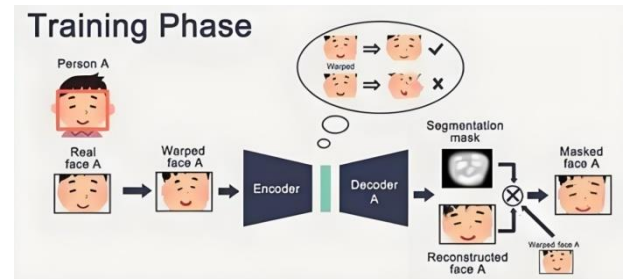 Training Phase
Person A
Warped
Real
face A
Warped
face A
Encoder
Decoder
A
Segmentation
mask
Reconstructed
face A
Masked
face A
Warped face A